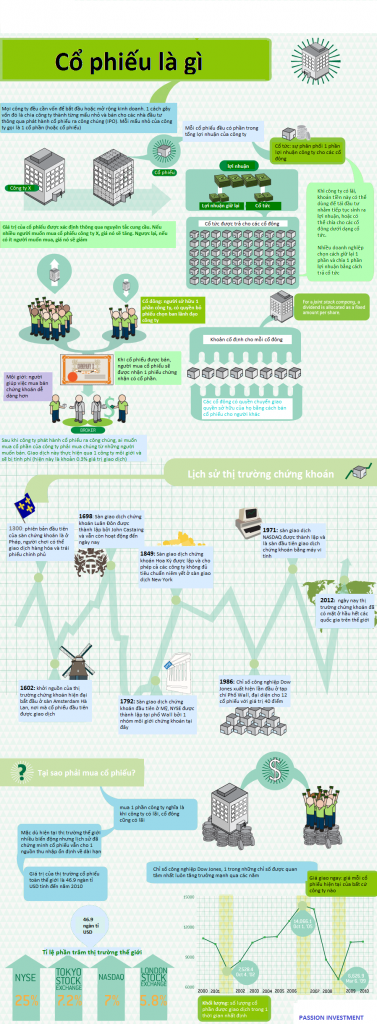 Cổ phiếu là gì
Mọi công ty đều cần vốn để bắt đầu hoặc mở rộng kinh doanh. 1 cách gây
vốn đó là chia công ty thành từng mẩu nhỏ và bán cho các nhà đầu tư
thông qua phát hành cổ phiếu ra công chúng (IPO). Mỗi mẩu nhỏ của công
ty gọi là 1 cổ phần (hoặc cổ phiếu)
Công ty X
Cổ phiếu
Giá trị của cổ phiếu được xác định thông qua nguyên tắc cung cầu. Nếu
nhiều người muốn mua cổ phiếu công ty X, giá nó sẽ tăng. Ngược lại, nếu
có ít người muốn mua, giá nó sẽ giảm
Cổ đông: người sở hữu 1
phần công ty, có quyền bỏ
phiếu chọn ban lãnh đạo
công ty
Khi cổ phiếu được bán,
người mua cổ phiếu sẽ
được nhận 1 phiếu chứng
nhận có cổ phần.
Môi giới: người
giúp việc mua bán
chứng khoán dễ
dàng hơn
BROKER
Sau khi công ty phát hành cổ phiếu ra công chúng, ai muốn
mua cổ phần của công ty phải mua chúng từ những người
muốn bán. Giao dịch này thực hiện qua 1 công ty môi giới và
sẽ bị tính phí (hiện nay là khoản 0.3% giá trị giao dịch)
Mỗi cổ phiếu đều có phần trong
tổng lợi nhuận của công ty
Cổ tức: sự phân phối 1 phần
lợi nhuận công ty cho các cổ
đông
lợi nhuận
Lợi nhuận giữ lại
Cổ tức
Cổ tức được trả cho các cổ đông
Khi công ty có lãi,
khoản tiền này có thể
dùng để tái đầu tư
nhằm tiếp tục sinh ra
lợi nhuận, hoặc có
thể chia cho các cổ
đông dưới dạng cổ
tức.
Nhiều doanh nghiệp
chọn cách giữ lại 1
phần và chia 1 phần
lợi nhuận bằng cách
trả cổ tức
For a joint stock company, a
dividend is allocated as a fixed
amount per share
Khoản cố định cho mỗi cổ đông
Các cổ đông có quyền chuyển giao
quyền sở hữu của họ bằng cách bán
cổ phiếu cho người khác
Lịch sử thị trường chứng khoán
1300 phiên bản đầu tiên
của sàn chứng khoán là ở
Pháp, người chơi có thể
giao dịch hàng hóa và trái
phiếu chính phủ
1698: Sàn giao dịch chứng
khoán Luân Đôn được
thành lập bởi John Castaing
và vẫn còn hoạt động đến
ngày nay
1849: Sàn giao dịch chứng
khoán Hoa Kỳ được lập và cho
phép cả các công ty không đủ
tiêu chuẩn niêm yết ở sàn giao
dịch New York
1971: sàn giao dịch
NASDAQ được thành lập và
là sàn đầu tiên giao dịch
chứng khoán bằng máy vi
tính
2012: ngày nay thị
trường chứng khoán đã
có mặt ở hầu hết các
quốc gia trên thế giới
1602: khởi nguồn của thị
trường chứng khoán hiện đại
bắt đầu ở sàn Amsterdam Hà
Lan, nơi mà cổ phiếu đầu tiên
được giao dịch
1792: Sàn giao dịch chứng
khoán đầu tiên ở Mỹ, NYSE được
thành lập tại phố Wall bởi 1
nhóm môi giới chứng khoán tại
đây
1986: Chỉ số công nghiệp Dow
Jones xuất hiện lần đầu ở tạp
chí Phố Wall, đại diện cho 12
cổ phiếu với giá trị 40 điểm
Tại sao phải mua cổ phiếu?
mua 1 phần công ty nghĩa là
khi công ty có lãi, cổ đông
cũng có lãi
Mặc dù hiện tại thị trường thế giới
nhiều biến động nhưng lịch sử đã
chứng minh cổ phiếu vẫn cho 1
nguồn thu nhập ổn định về dài hạn
Giá trị của thị trường cổ phiếu
toàn thế giới là 46.9 ngàn tỉ
USD tính đến năm 2010
46.9
ngàn tỉ
USD
Tỉ lệ phần trăm thị trường thế giới
NYSE
25%
TOKYO
STOCK
EXCHANGE
7.2%
NASDAQ
7%
LONDON
STOCK
EXCHANGE
5.8%
Chỉ số công nghiệp Dow Jones, 1 trong những chỉ số được quan
tâm nhất luôn tăng trưởng mạnh qua các năm
Giá giao ngay: giá mỗi cổ
phiếu hiện tại của bất cứ
công ty nào
2000 2001
2002
2003
2004
2005
2006
2007
2008
2009
2010
Khối lượng: số lượng cổ
phần được giao dịch trong 1
thời gian nhất định
PASSION INVESTMENT